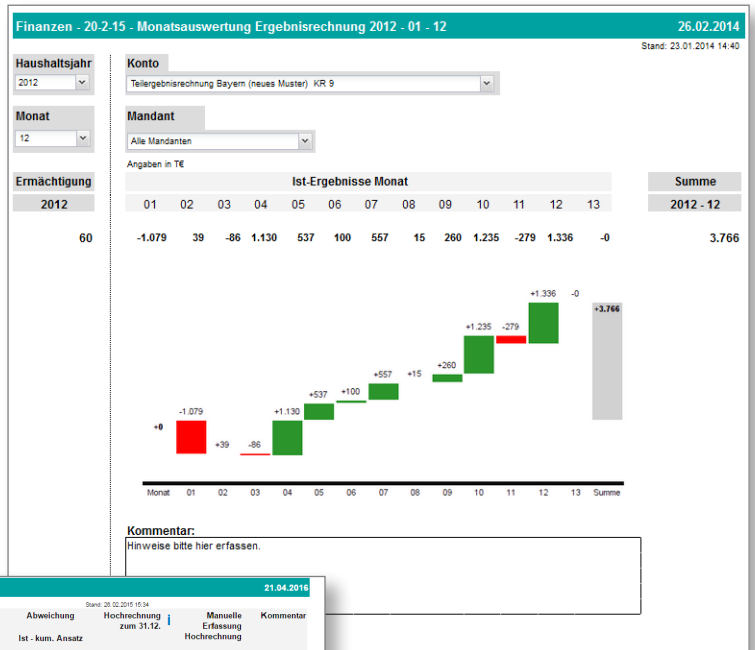 Finanzen - 20-2-15 - Monatsauswertung Ergebnisrechnung 2012 - 01 - 12 26.02.2014
Stand: 23.01.2014 14:40
Haushaltsjahr Konto
2012 Teilergebnisrechnung Bayern (neues Muster) KR 9
Monat Mandant
12 Alle Mandanten
Angaben in T€
Ermächtigung Ist-Ergebnisse Monat Summe
2012 01 02 03 04 05 06 07 08 09 10 11 12 13 2012 - 12
60 -1.079 39 -86 1.130 537 100 557 15 260 1.235 -279 1.336 -0 3.766
+1.336 -0
+3.766
+1.235 -279
+260
+557 +15
+537 +100
-1.079 +1.130
+0
+39 -86
Monat 01 02 03 04 05 06 07 08 09 10 11 12 13 Summe
Kommentar:
Hinweise bitte hier erfassen.
21.04.2016
Stand: 26.02.2015 15:34
Abweichung Hochrechnung i Manuelle Kommentar
zum 31.12. Erfassung
Ist - kum. Ansatz Hochrechnung